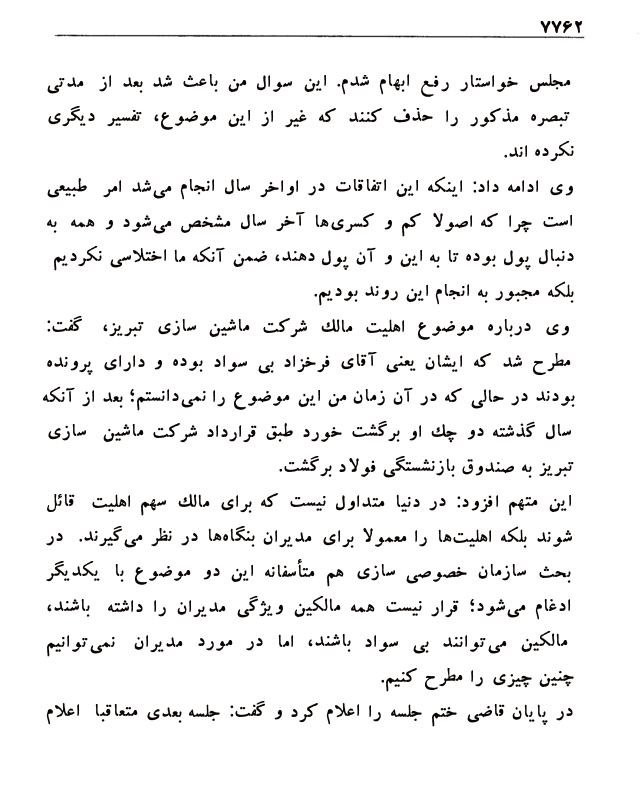 ۷۷۶۲
مجلس خواستار رفع ابهام شدم. این سوال من باعث شد بعد از مدتی
تبصره مذکور را حذف کنند که غیر از این موضوع، تفسیر دیگری
نکرده اند.
وی ادامه داد: اینکه این اتفاقات در اواخر سال انجام می‌شد امر طبیعی
است چرا که اصولا کم و کسری‌ها آخر سال مشخص می‌شود و همه به
دنبال پول بوده تا به این و آن پول دهند، ضمن آنکه ما اختلاسی نکردیم
بلکه مجبور به انجام این روند بودیم.
وی درباره موضوع اهلیت مالك شركت ماشین سازی تبریز، گفت:
مطرح شد که ایشان یعنی آقای فرخزاد بی سواد بوده و دارای پرونده
بودند در حالی که در آن زمان من این موضوع را نمی‌دانستم؛ بعد از آنکه
سال گذشته دو چك او برگشت خورد طبق قرارداد شرکت ماشین سازی
تبریز به صندوق بازنشستگی فولاد برگشت.
این متهم افزود: در دنیا متداول نیست که برای مالك سهم اهلیت قائل
شوند بلکه اهلیت‌ها را معمولا برای مدیران بنگاه‌ها در نظر می‌گیرند. در
بحث سازمان خصوصی سازی هم متأسفانه این دو موضوع با یکدیگر
ادغام می‌شود؛ قرار نیست همه مالکین ویژگی مدیران را داشته باشند،
مالکین می‌توانند بی سواد باشند، اما در مورد مدیران نمی‌توانیم
چنین چیزی را مطرح کنیم.
در پایان قاضی ختم جلسه را اعلام کرد و گفت: جلسه بعدی متعاقبا اعلام